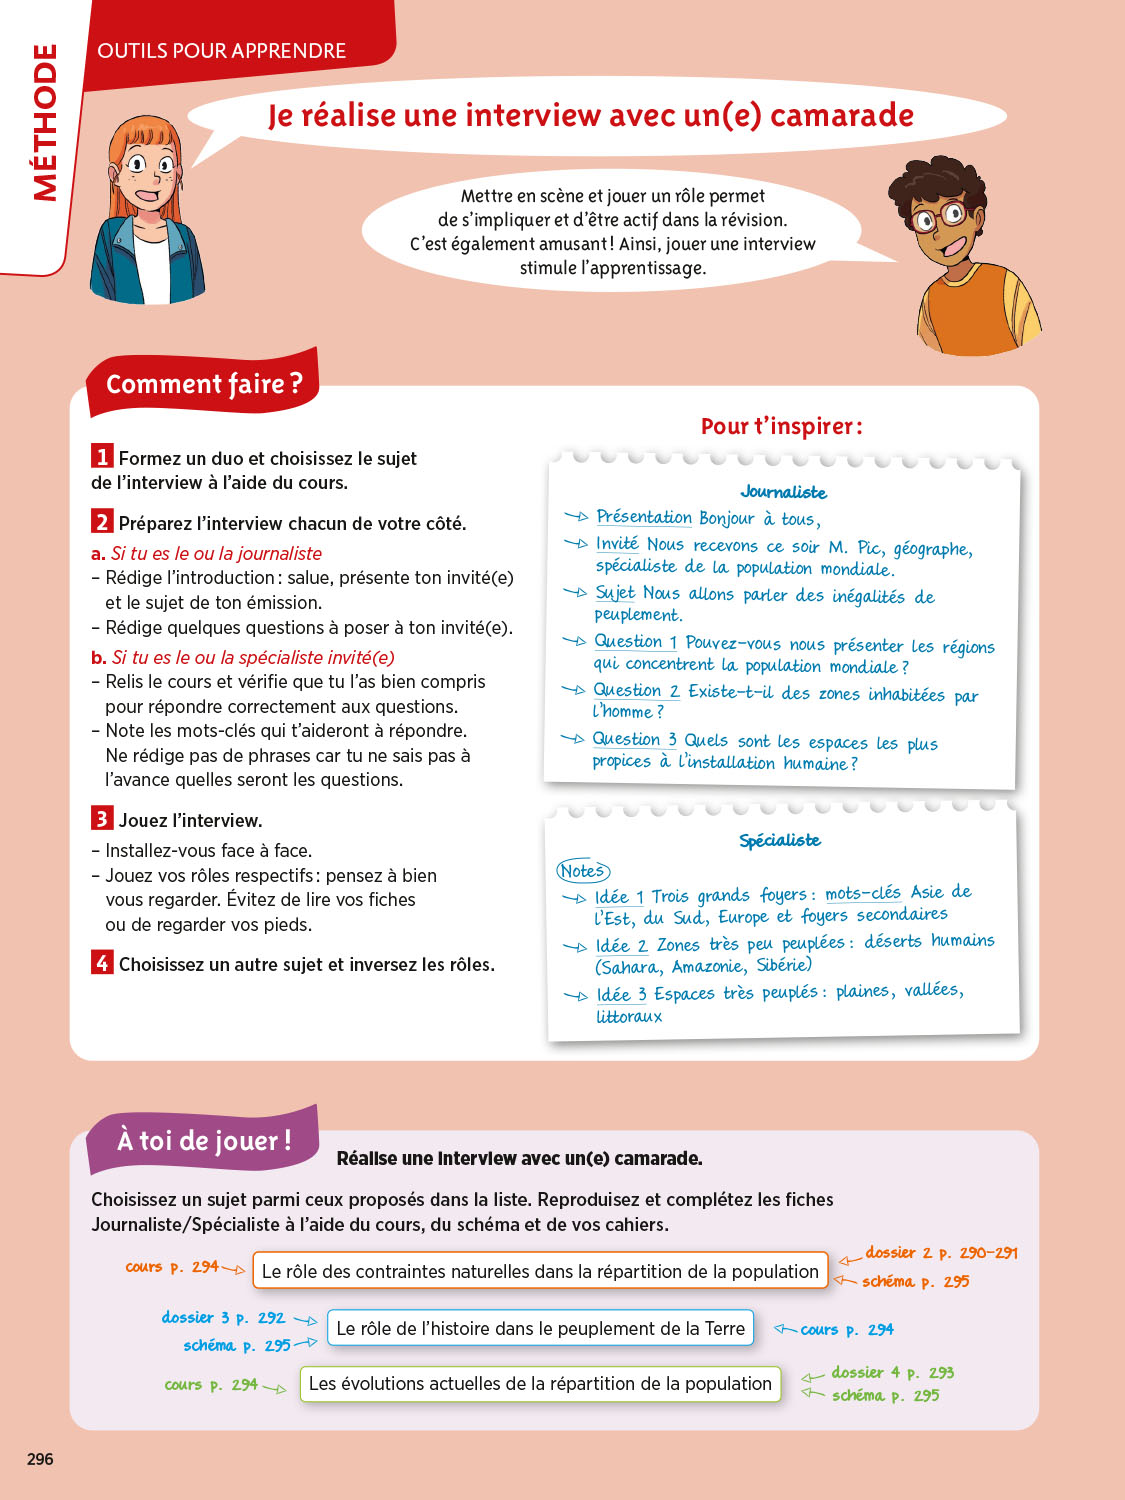 MÉTHODE
OUTILS POUR APPRENDRE
Je réalise une interview avec un(e) camarade
Mettre en scène et jouer un rôle permet
de s'impliquer et d'être actif dans la révision.
C'est également amusant ! Ainsi, jouer une interview
stimule l'apprentissage.
Comment faire ?
1 Formez un duo et choisissez le sujet
de l'interview à l'aide du cours.
2 Préparez l'interview chacun de votre côté.
a. Si tu es le ou la journaliste
– Rédige l'introduction : salue, présente ton invité(e)
et le sujet de ton émission.
– Rédige quelques questions à poser à ton invité(e).
b. Si tu es le ou la spécialiste invité(e)
– Relis le cours et vérifie que tu l'as bien compris
pour répondre correctement aux questions.
– Note les mots-clés qui t'aideront à répondre.
Ne rédige pas de phrases car tu ne sais pas à
l'avance quelles seront les questions.
3 Jouez l'interview.
– Installez-vous face à face.
– Jouez vos rôles respectifs : pensez à bien
vous regarder. Évitez de lire vos fiches
ou de regarder vos pieds.
4 Choisissez un autre sujet et inversez les rôles.
Pour t'inspirer :
Journaliste
Présentation Bonjour à tous,
Invité Nous recevons ce soir M. Pic, géographe,
spécialiste de la population mondiale.
Sujet Nous allons parler des inégalités de
peuplement.
Question 1 Pouvez-vous nous présenter les régions
qui concentrent la population mondiale ?
Question 2 Existe-t-il des zones inhabitées par
l'homme ?
Question 3 Quels sont les espaces les plus
propices à l'installation humaine ?
Spécialiste
Notes
Idée 1 Trois grands foyers : mots-clés Asie de
l'Est, du Sud, Europe et foyers secondaires
Idée 2 Zones très peu peuplées : déserts humains
(Sahara, Amazonie, Sibérie)
Idée 3 Espaces très peuplés : plaines, vallées,
littoraux
À toi de jouer !
Réalise une interview avec un(e) camarade.
Choisissez un sujet parmi ceux proposés dans la liste. Reproduisez et complétez les fiches
Journaliste/Spécialiste à l'aide du cours, du schéma et de vos cahiers.
cours p. 294
Le rôle des contraintes naturelles dans la répartition de la population
dossier 2 p. 290-291
schéma p. 295
dossier 3 p. 292
schéma p. 295
Le rôle de l'histoire dans le peuplement de la Terre
cours p. 294
cours p. 294
Les évolutions actuelles de la répartition de la population
dossier 4 p. 293
schéma p. 295
296